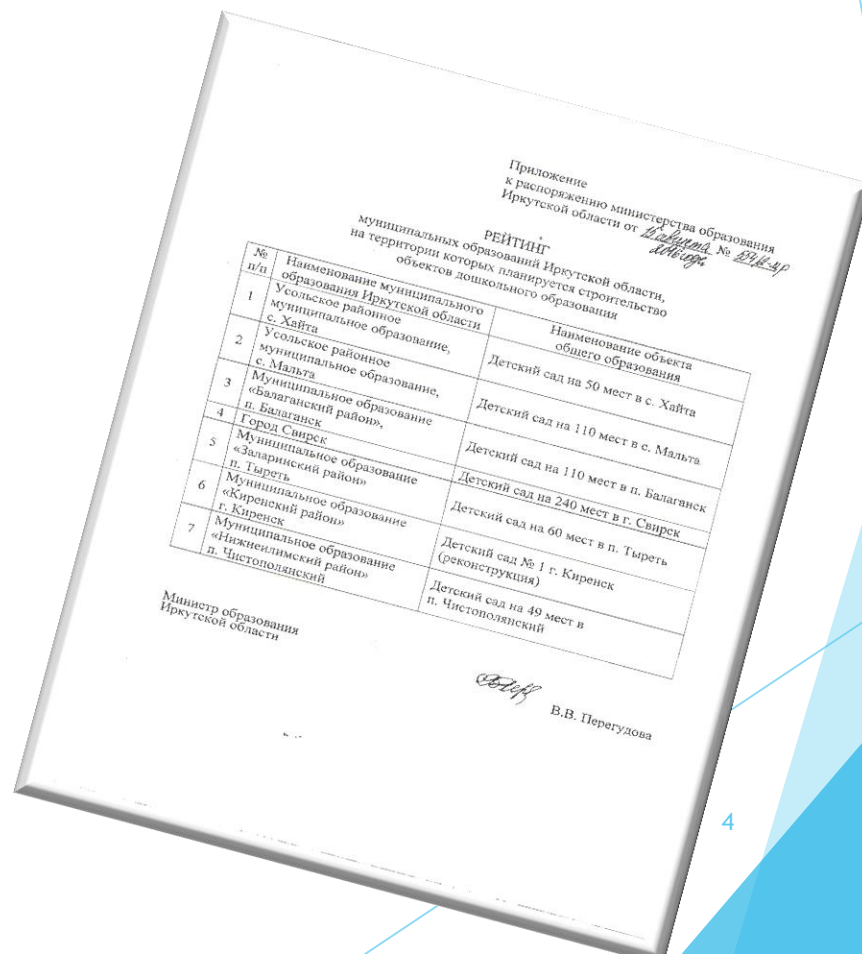 Приложение
к распоряжению министерства образования
Иркутской области от 15 августа №
2016 года
РЕЙТИНГ
муниципальных образований Иркутской области,
на территории которых планируется строительство
объектов дошкольного образования
№ п/п Наименование муниципального образования Иркутской области Наименование объекта общего образования
1 Усольское районное муниципальное образование, с. Хайта Детский сад на 50 мест в с. Хайта
2 Усольское районное муниципальное образование, с. Мальта Детский сад на 110 мест в с. Мальта
3 Муниципальное образование «Балаганский район», п. Балаганск Детский сад на 110 мест в п. Балаганск
4 Город Свирск Детский сад на 240 мест в г. Свирск
5 Муниципальное образование «Заларинский район» п. Тыреть Детский сад на 60 мест в п. Тыреть
6 Муниципальное образование «Киренский район» г. Киренск Детский сад № 1 г. Киренск (реконструкция)
7 Муниципальное образование «Нижнеилимский район» п. Чистополянский Детский сад на 49 мест в п. Чистополянский
Министр образования
Иркутской области
В.В. Перегудова
4